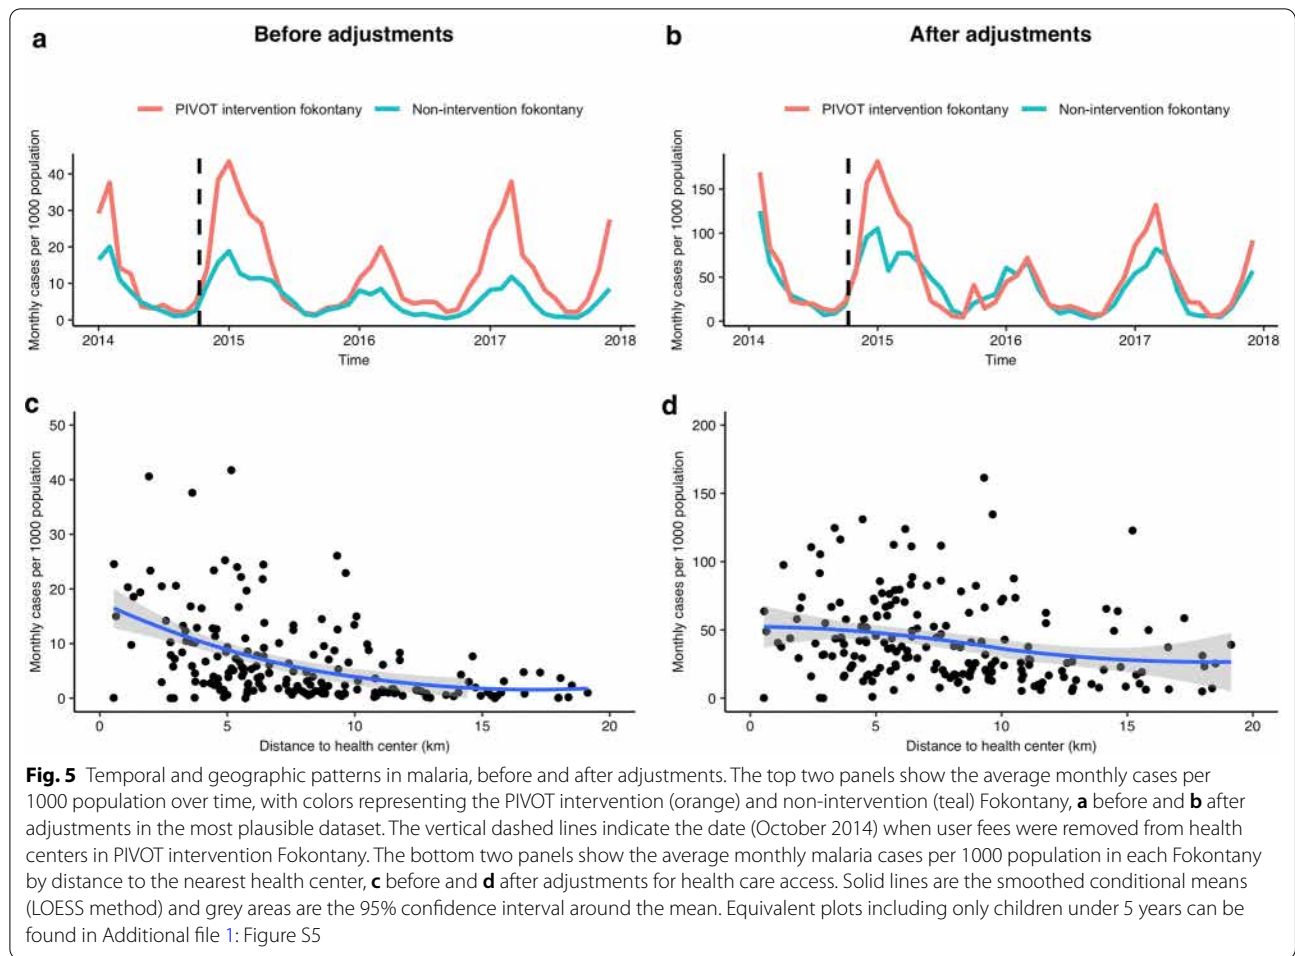 a
Before adjustments
PIVOT intervention fokontany
Non-intervention fokontany
Monthly cases per 1000 population
40
30
20
10
0
2014
2015
2016
2017
2018
Time
b
After adjustments
PIVOT intervention fokontany
Non-intervention fokontany
Monthly cases per 1000 population
150
100
50
0
2014
2015
2016
2017
2018
Time
c
Monthly cases per 1000 population
50
40
30
20
10
0
0
5
10
15
20
Distance to health center (km)
d
Monthly cases per 1000 population
200
150
100
50
0
0
5
10
15
20
Distance to health center (km)
Fig. 5 Temporal and geographic patterns in malaria, before and after adjustments. The top two panels show the average monthly cases per
1000 population over time, with colors representing the PIVOT intervention (orange) and non-intervention (teal) Fokontany, a before and b after
adjustments in the most plausible dataset. The vertical dashed lines indicate the date (October 2014) when user fees were removed from health
centers in PIVOT intervention Fokontany. The bottom two panels show the average monthly malaria cases per 1000 population in each Fokontany
by distance to the nearest health center, c before and d after adjustments for health care access. Solid lines are the smoothed conditional means
(LOESS method) and grey areas are the 95% confidence interval around the mean. Equivalent plots including only children under 5 years can be
found in Additional file 1: Figure S5